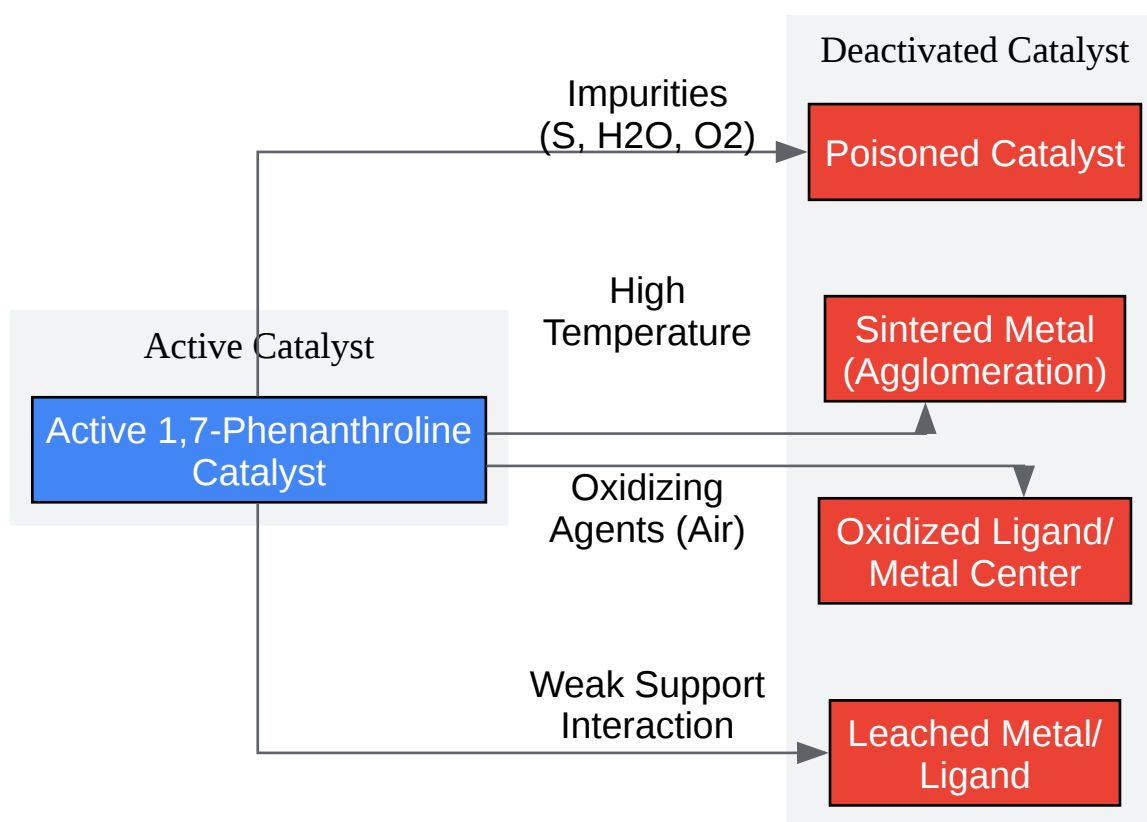 Deactivated Catalyst
Impurities
(S, H2O, O2)
Poisoned Catalyst
High
Temperature
Sintered Metal
(Agglomeration)
Active Catalyst
Active 1,7-Phenanthroline
Catalyst
Oxidizing
Agents (Air)
Oxidized Ligand/
Metal Center
Weak Support
Interaction
Leached Metal/
Ligand